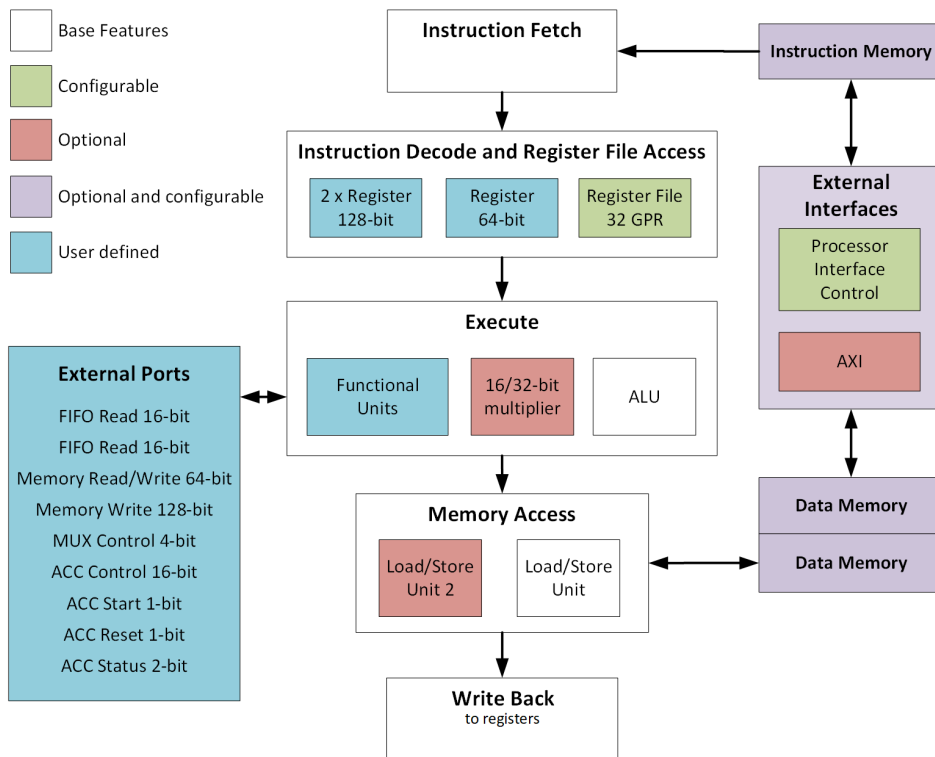 Base Features
Configurable
Optional
Optional and configurable
User defined
Instruction Fetch
Instruction Memory
Instruction Decode and Register File Access
2 x Register
128-bit
Register
64-bit
Register File
32 GPR
External
Interfaces
Processor
Interface
Control
AXI
Execute
Functional
Units
16/32-bit
multiplier
ALU
External Ports
FIFO Read 16-bit
FIFO Read 16-bit
Memory Read/Write 64-bit
Memory Write 128-bit
MUX Control 4-bit
ACC Control 16-bit
ACC Start 1-bit
ACC Reset 1-bit
ACC Status 2-bit
Memory Access
Load/Store
Unit 2
Load/Store
Unit
Data Memory
Data Memory
Write Back
to registers